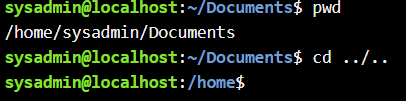 sysadmin@localhost:~/Documents$ pwd
/home/sysadmin/Documents
sysadmin@localhost:~/Documents$ cd ../..
sysadmin@localhost:/home$